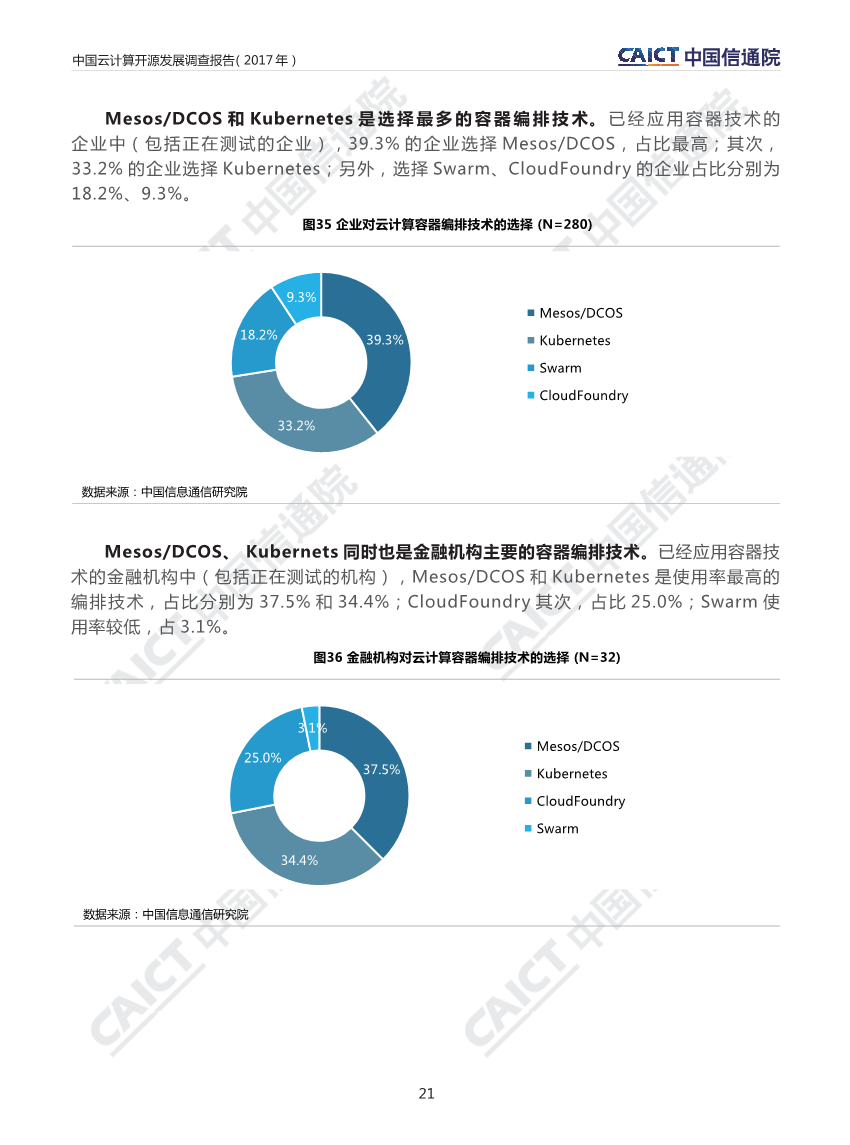 中国云计算开源发展调查报告( 2017 年 )
CAICT 中国信通院
Mesos/DCOS 和 Kubernetes 是选择最多的容器编排技术。已经应用容器技术的
企业中（包括正在测试的企业），39.3% 的企业选择 Mesos/DCOS，占比最高；其次，
33.2% 的企业选择 Kubernetes；另外，选择 Swarm、CloudFoundry 的企业占比分别为
18.2%、9.3%。
图35 企业对云计算容器编排技术的选择 (N=280)
9.3%
18.2%
39.3%
33.2%
Mesos/DCOS
Kubernetes
Swarm
CloudFoundry
数据来源：中国信息通信研究院
Mesos/DCOS、 Kubernets 同时也是金融机构主要的容器编排技术。已经应用容器技
术的金融机构中（包括正在测试的机构），Mesos/DCOS 和 Kubernetes 是使用率最高的
编排技术，占比分别为 37.5% 和 34.4%；CloudFoundry 其次，占比 25.0%；Swarm 使
用率较低，占 3.1%。
图36 金融机构对云计算容器编排技术的选择 (N=32)
3.1%
25.0%
37.5%
34.4%
Mesos/DCOS
Kubernetes
CloudFoundry
Swarm
数据来源：中国信息通信研究院
CAICT 中国信通院
CAICT 中国信通院
21